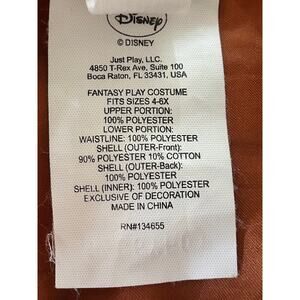 Disney
© DISNEY
Just Play, LLC.
4850 T-Rex Ave, Suite 100
Boca Raton, FL 33431, USA
FANTASY PLAY COSTUME
FITS SIZES 4-6X
UPPER PORTION:
100% POLYESTER
LOWER PORTION:
WAISTLINE: 100% POLYESTER
SHELL (OUTER-Front):
90% POLYESTER 10% COTTON
SHELL (OUTER-Back):
100% POLYESTER
SHELL (INNER): 100% POLYESTER
EXCLUSIVE OF DECORATION
MADE IN CHINA
RN#134655